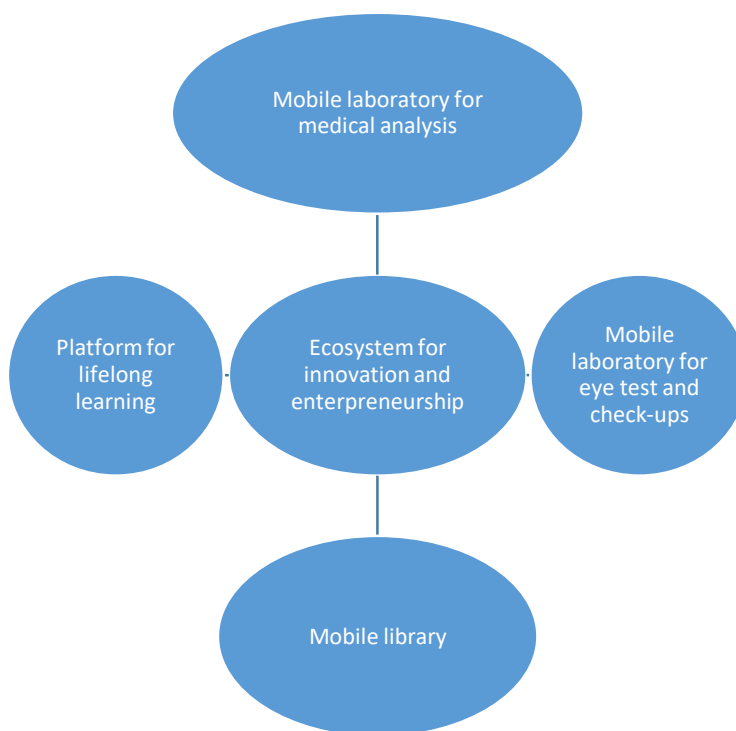 Mobile laboratory for
medical analysis
Platform for
lifelong
learning
Ecosystem for
innovation and
enterpreneurship
Mobile
laboratory for
eye test and
check-ups
Mobile library